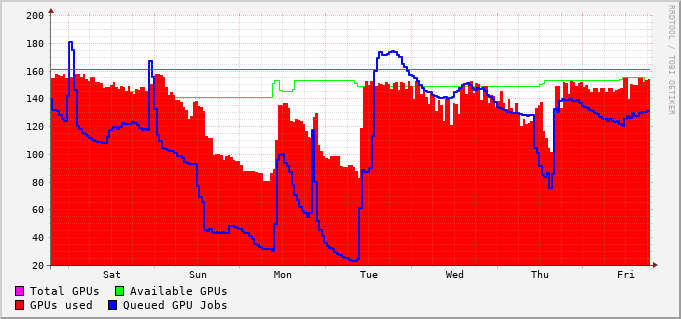 200
180
160
140
120
100
80
60
40
20
Sat Sun Mon Tue Wed Thu Fri
Total GPUs Available GPUs
GPUs used Queued GPU Jobs
RRDTOOL / TOBI OETIKER